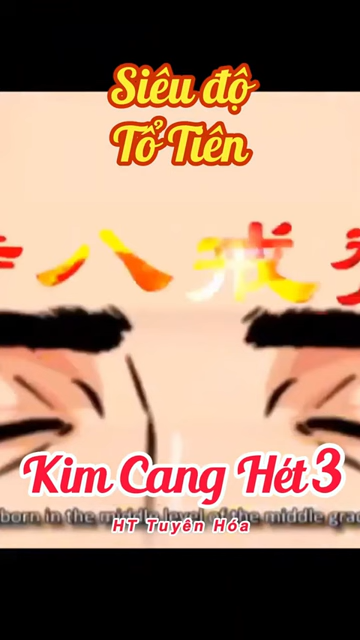 Siêu độ
Tổ Tiên
八戒
Kim Cang Hét 3
born in the middle level of the middle grad
HT Tuyên Hóa